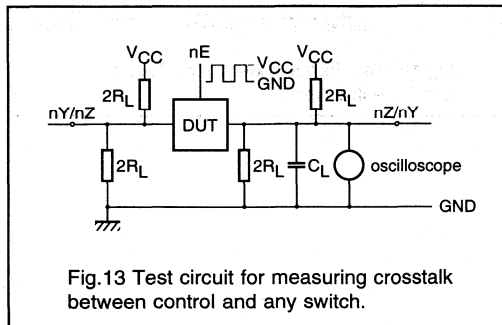 VCC nE VCC
VCC
GND
2RL 2RL
nY/nZ nZ/nY
DUT
2RL 2RL CL oscilloscope
GND
Fig.13 Test circuit for measuring crosstalk
between control and any switch.